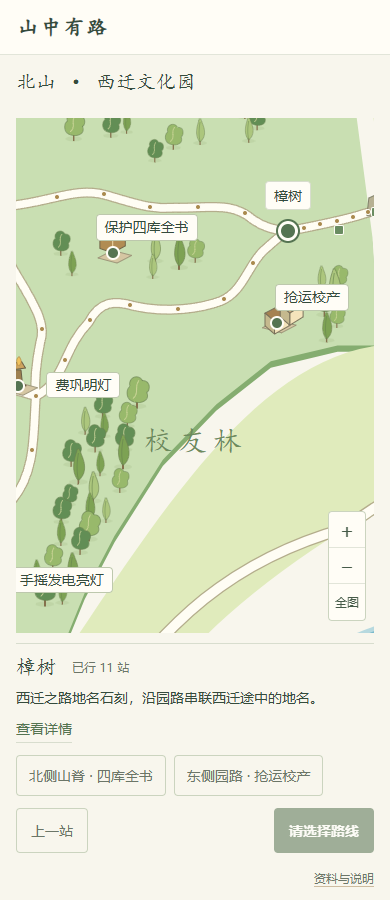 山中有路
北山 • 西迁文化园
樟树
保护四库全书
抢运校产
费巩明灯
校友林
+
−
手摇发电亮灯
全图
樟树 已行 11 站
西迁之路地名石刻，沿园路串联西迁途中的地名。
查看详情
北侧山脊 · 四库全书 东侧园路 · 抢运校产
上一站 请选择路线
资料与说明